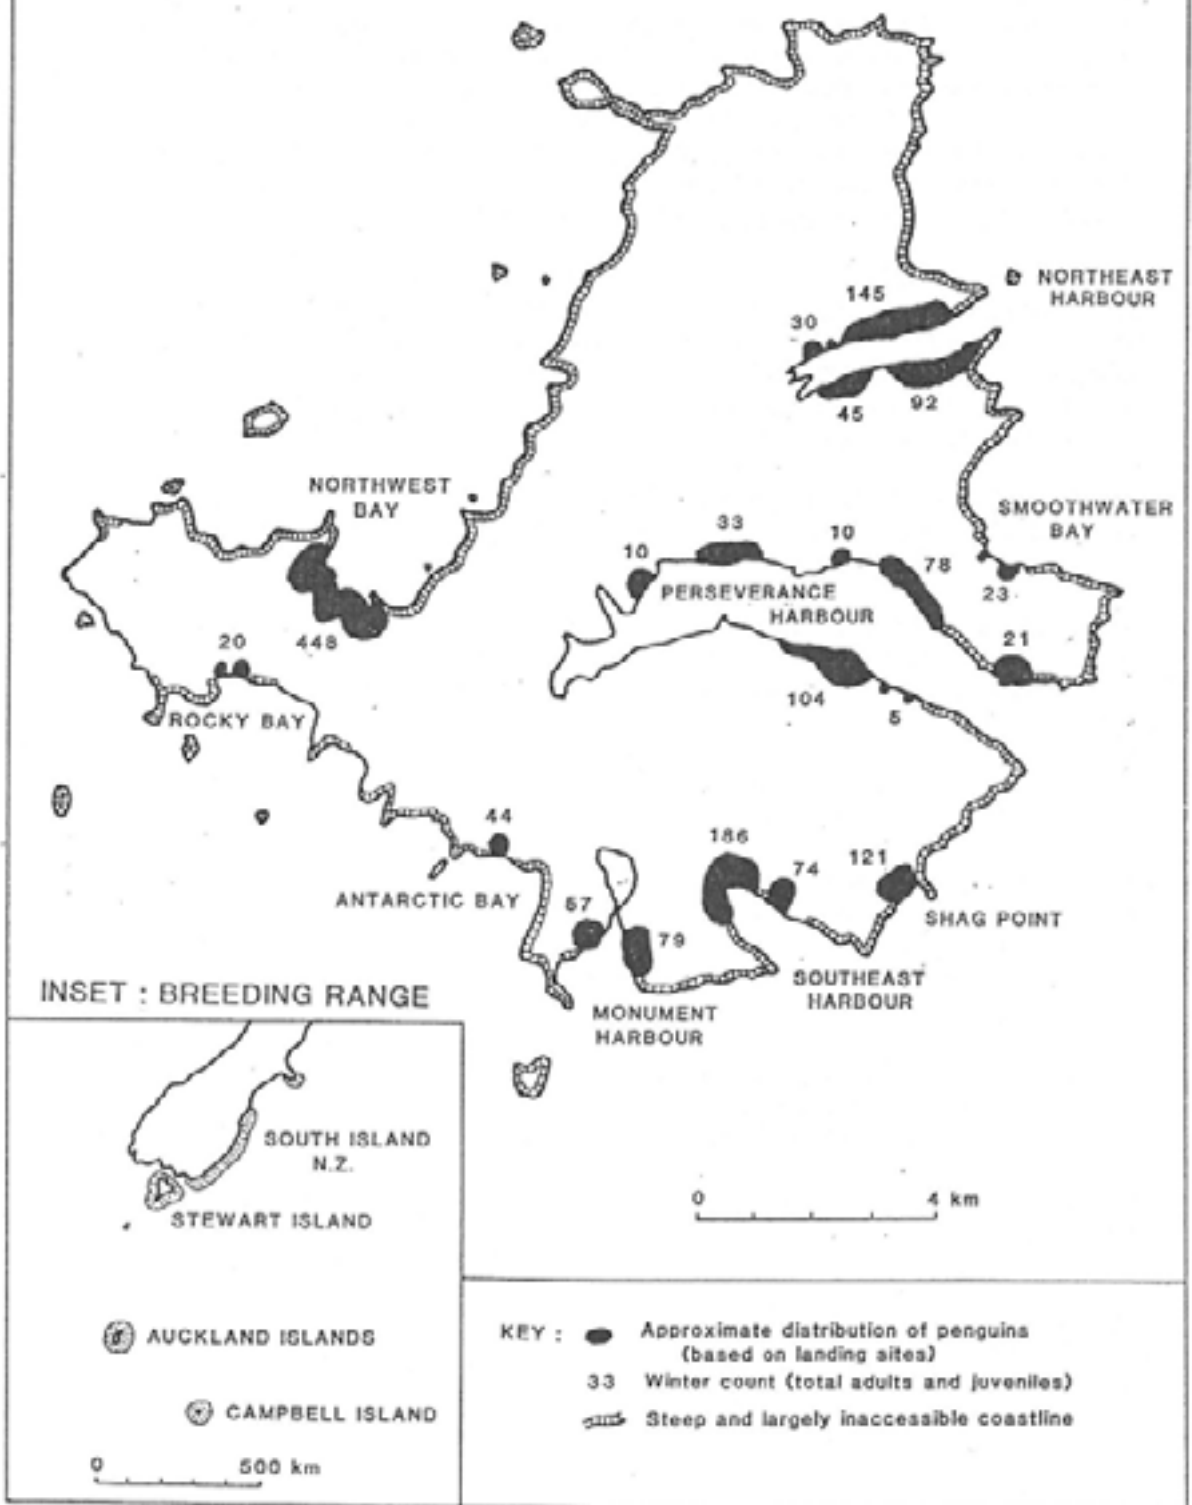 NORTHEAST
HARBOUR
145
30
45
92
NORTHWEST
BAY
SMOOTHWATER
BAY
33
10
10
78
23
PERSEVERANCE
HARBOUR
448
20
21
104
5
ROCKY BAY
44
186
74
121
ANTARCTIC BAY
57
79
SHAG POINT
SOUTHEAST
HARBOUR
MONUMENT
HARBOUR
INSET : BREEDING RANGE
SOUTH ISLAND
N.Z.
STEWART ISLAND
AUCKLAND ISLANDS
CAMPBELL ISLAND
0 500 km
0 4 km
KEY : Approximate distribution of penguins
(based on landing sites)
33 Winter count (total adults and juveniles)
Steep and largely inaccessible coastline